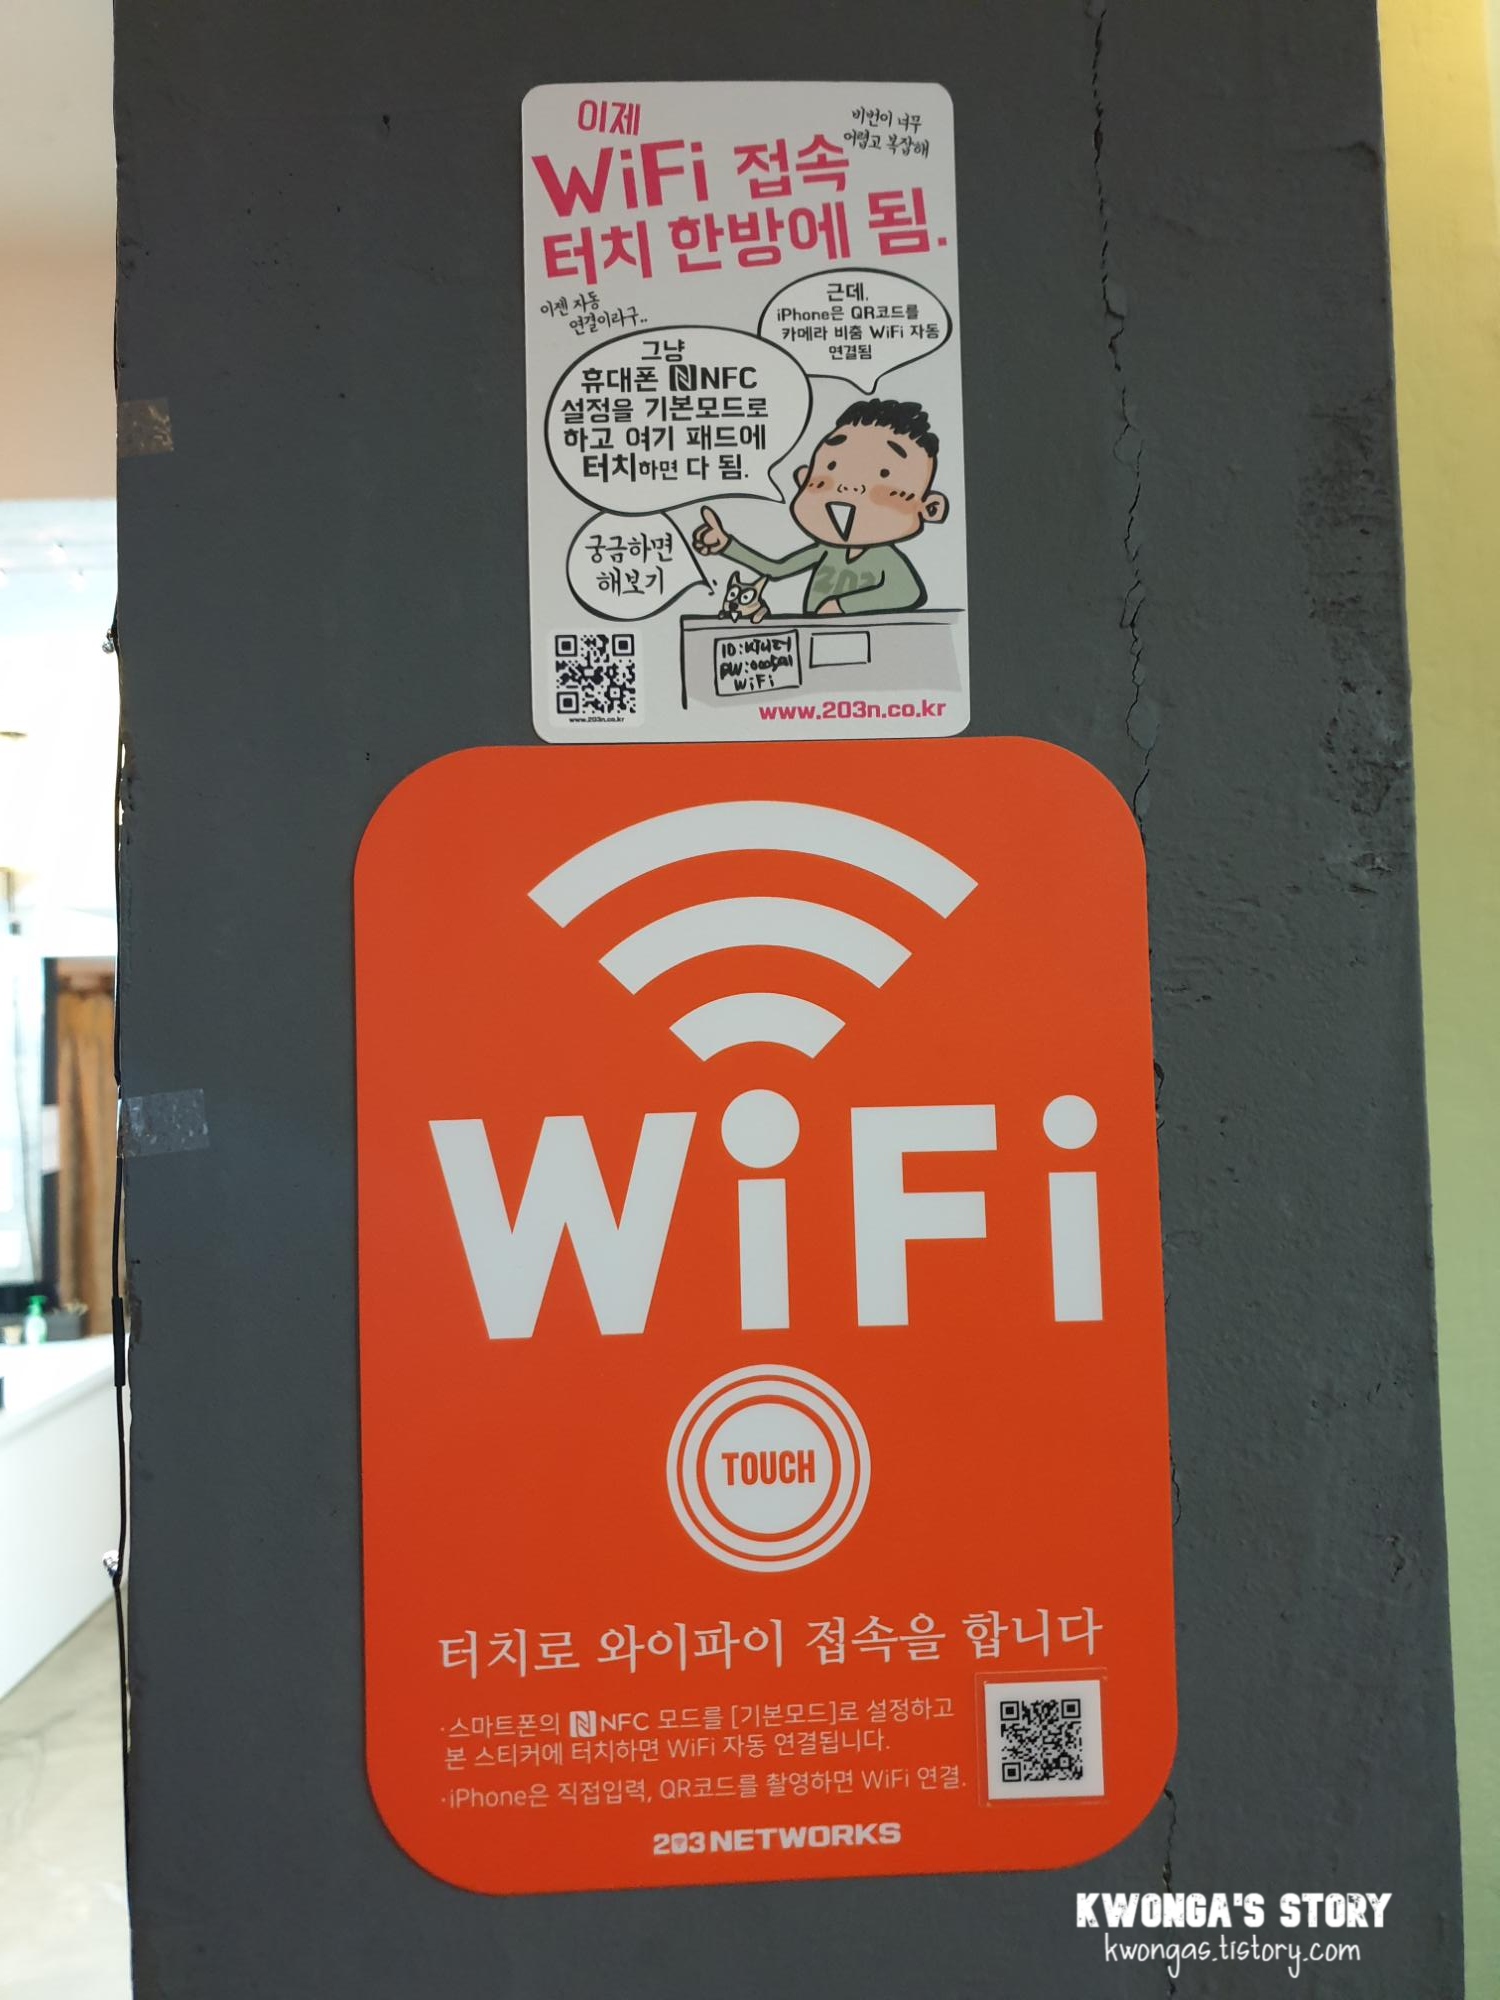 이제
비번이 너무
어렵고 복잡해
WiFi 접속
터치 한방에 됨.
이젠 자동
연결이라구..
근데,
iPhone은 QR코드를
카메라 비춤 WiFi 자동
연결됨
그냥
휴대폰 NFC
설정을 기본모드로
하고 여기 패드에
터치하면 다 됨.
궁금하면
해보기
203
ID:
PW:
WiFi
www.203n.co.kr
www.203n.co.kr
WiFi
TOUCH
터치로 와이파이 접속을 합니다
·스마트폰의 NFC 모드를 [기본모드]로 설정하고
본 스티커에 터치하면 WiFi 자동 연결됩니다.
·iPhone은 직접입력, QR코드를 촬영하면 WiFi 연결.
203 NETWORKS
KWONGA'S STORY
kwongas.tistory.com